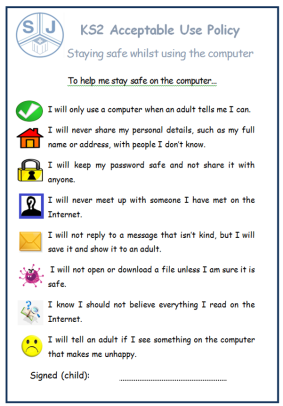 S J
KS2 Acceptable Use Policy
Staying safe whilst using the computer
To help me stay safe on the computer...
I will only use a computer when an adult tells me I can.
I will never share my personal details, such as my full
name or address, with people I don't know.
I will keep my password safe and not share it with
anyone.
I will never meet up with someone I have met on the
Internet.
I will not reply to a message that isn't kind, but I will
save it and show it to an adult.
I will not open or download a file unless I am sure it is
safe.
I know I should not believe everything I read on the
Internet.
I will tell an adult if I see something on the computer
that makes me unhappy.
Signed (child): ........................................